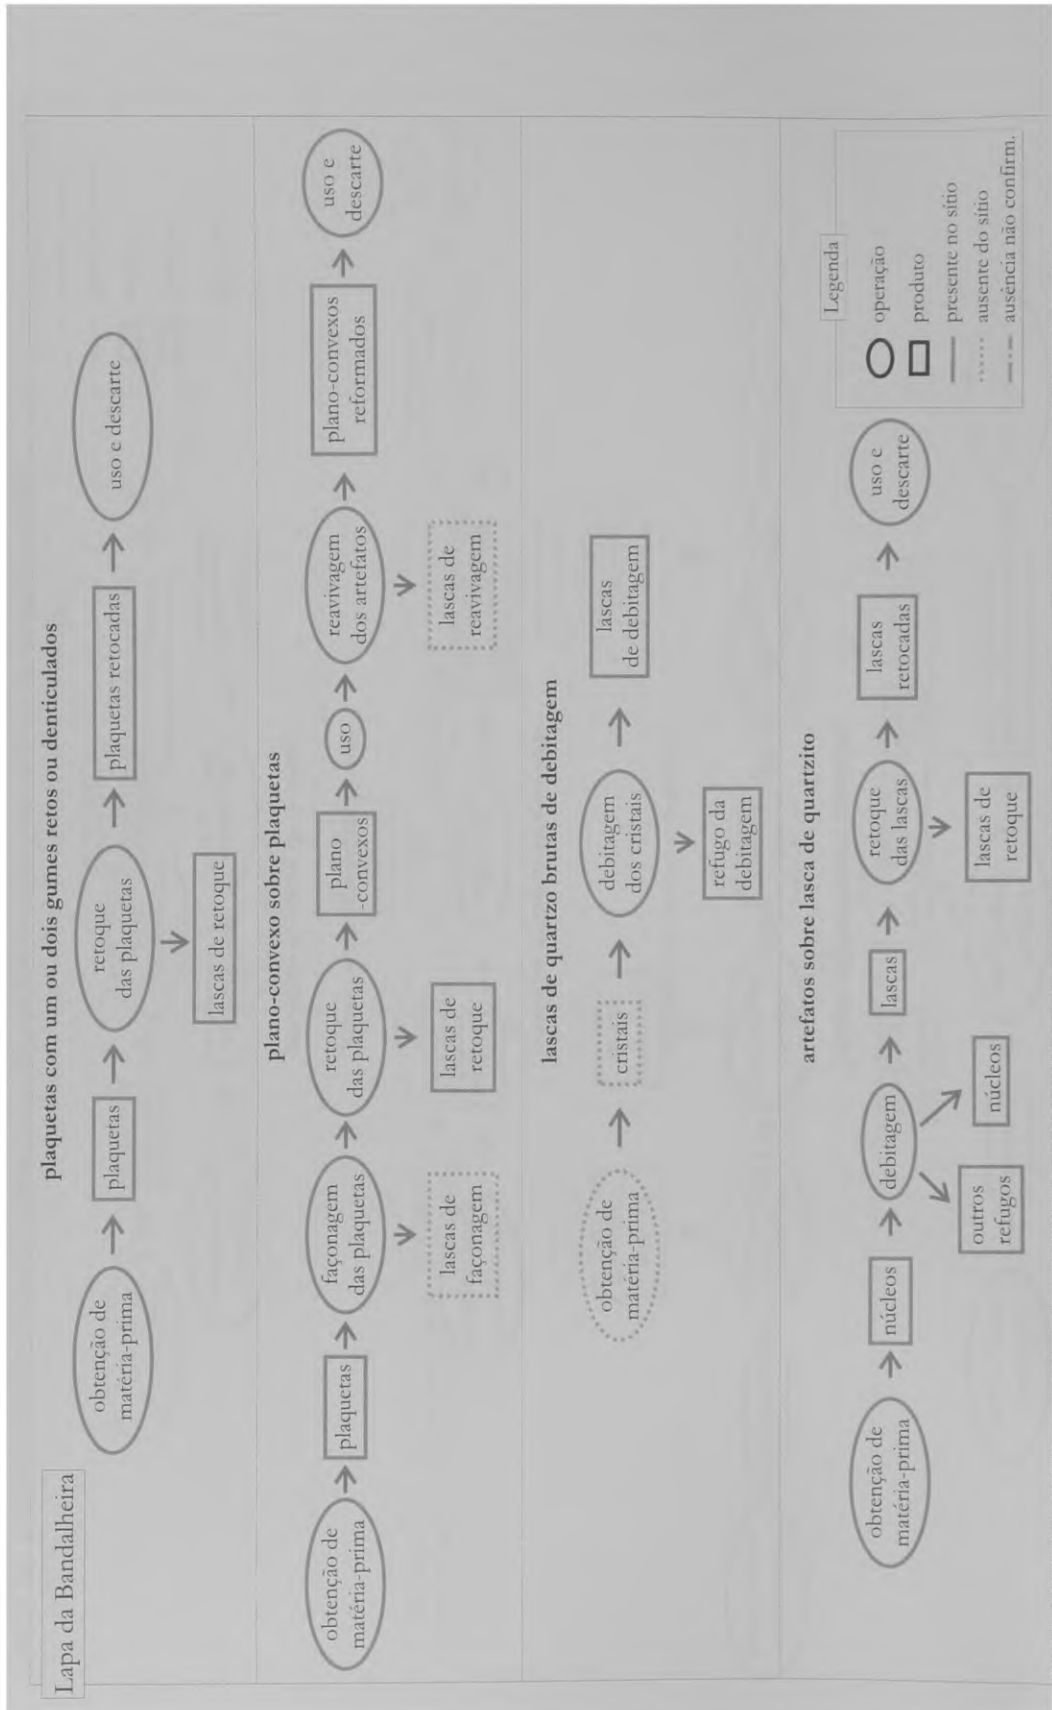 Lapa da Bandalheira
plaquetas com um ou dois gumes retos ou denticulados
obtenção de
matéria-prima
plaquetas
retoque
das plaquetas
plaquetas retocadas
uso e descarte
lascas de retoque
plano-convexo sobre plaquetas
obtenção de
matéria-prima
plaquetas
façonagem
das plaquetas
retoque
das plaquetas
plano
-convexos
uso
reavivagem
dos artefatos
plano-convexos
reformados
uso e
descarte
lascas de
façonagem
lascas de
retoque
lascas de
reavivagem
lascas de quartzo brutas de debitagem
obtenção de
matéria-prima
cristais
debitagem
dos cristais
lascas
de debitagem
refugo da
debitagem
artefatos sobre lasca de quartzito
obtenção de
matéria-prima
núcleos
debitagem
lascas
retoque
das lascas
lascas
retocadas
uso e
descarte
outros
refugos
núcleos
lascas de
retoque
Legenda
operação
produto
presente no sítio
ausente do sítio
ausência não confirm.